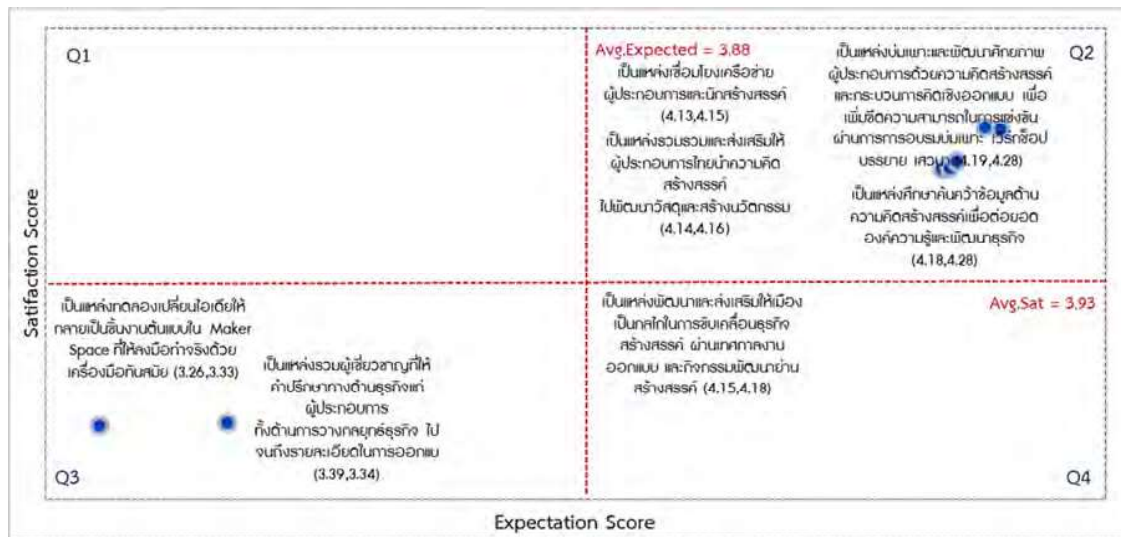 Q1
Avg.Expected = 3.88
เป็นแหล่งเชื่อมโยงเครือข่าย
ผู้ประกอบการและนักสร้างสรรค์
(4.13,4.15)
เป็นแหล่งรวมรวมและส่งเสริมให้
ผู้ประกอบการไทยนำความคิด
สร้างสรรค์
ไปพัฒนาวัสดุและสร้างนวัตกรรม
(4.14,4.16)
Q2
เป็นแหล่งบ่มเพาะและพัฒนาศักยภาพ
ผู้ประกอบการด้วยความคิดสร้างสรรค์
และกระบวนการคิดเชิงออกแบบ เพื่อ
เพิ่มขีดความสามารถในการแข่งขัน
ผ่านการการอบรมบ่มเพาะ เวิร์กช็อป
บรรยาย เสวนา (4.19,4.28)
เป็นแหล่งศึกษาค้นคว้าข้อมูลด้าน
ความคิดสร้างสรรค์เพื่อต่อยอด
องค์ความรู้และพัฒนาธุรกิจ
(4.18,4.28)
Satifaction Score
เป็นแหล่งทดลองเปลี่ยนไอเดียให้
กลายเป็นชิ้นงานต้นแบบใน Maker
Space ที่ให้ลงมือทำจริงด้วย
เครื่องมือทันสมัย (3.26,3.33)
เป็นแหล่งรวมผู้เชี่ยวชาญที่ให้
คำปรึกษาทางด้านธุรกิจแก่
ผู้ประกอบการ
ทั้งด้านการวางกลยุทธ์ธุรกิจ ไป
จนถึงรายละเอียดในการออกแบ
(3.39,3.34)
Q3
เป็นแหล่งพัฒนาและส่งเสริมให้เมือง
เป็นกลไกในการขับเคลื่อนธุรกิจ
สร้างสรรค์ ผ่านเทศกาลงาน
ออกแบบ และกิจกรรมพัฒนาย่าน
สร้างสรรค์ (4.15,4.18)
Avg.Sat = 3.93
Q4
Expectation Score